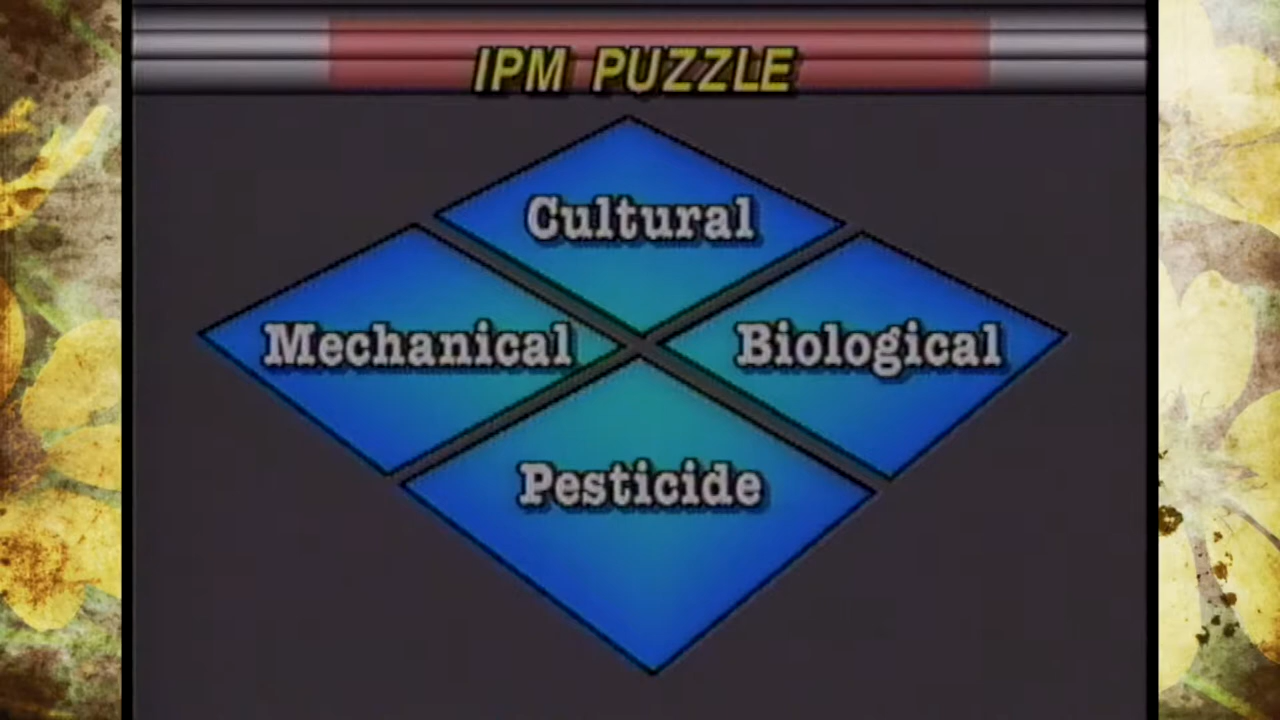 IPM PUZZLE
Cultural
Mechanical
Biological
Pesticide